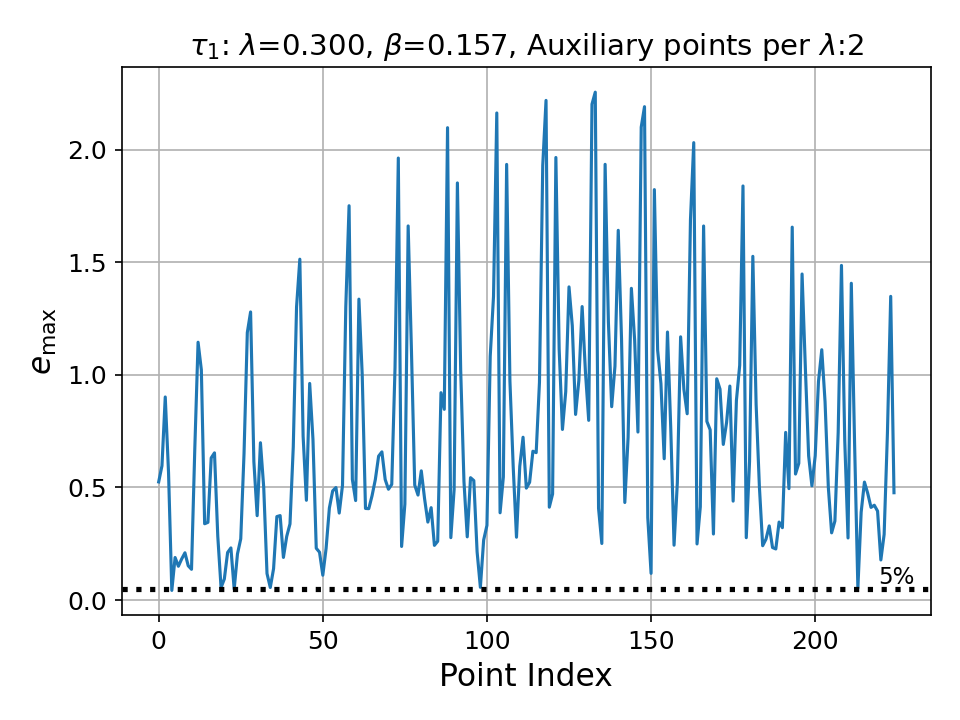 τ₁: λ=0.300, β=0.157, Auxiliary points per λ:2
e_max
2.0
1.5
1.0
0.5
0.0
5%
0 50 100 150 200
Point Index